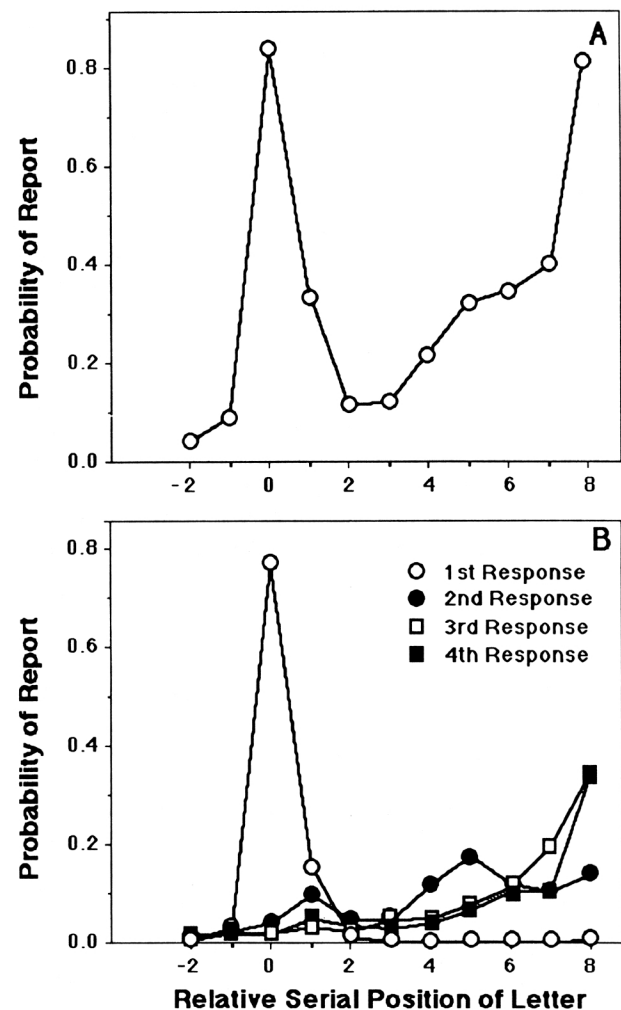 A
Probability of Report
0.8
0.6
0.4
0.2
0.0
-2 0 2 4 6 8
B
1st Response
2nd Response
3rd Response
4th Response
Probability of Report
0.8
0.6
0.4
0.2
0.0
-2 0 2 4 6 8
Relative Serial Position of Letter